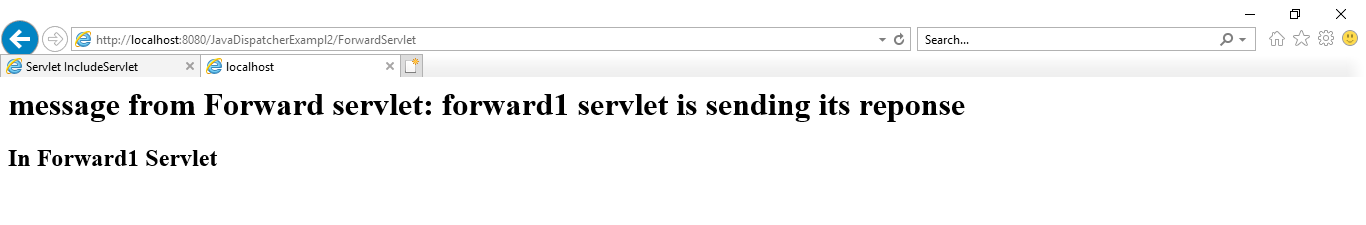 http://localhost:8080/JavaDispatcherExampl2/ForwardServlet
Search...
Servlet IncludeServlet
localhost
message from Forward servlet: forward1 servlet is sending its reponse
In Forward1 Servlet